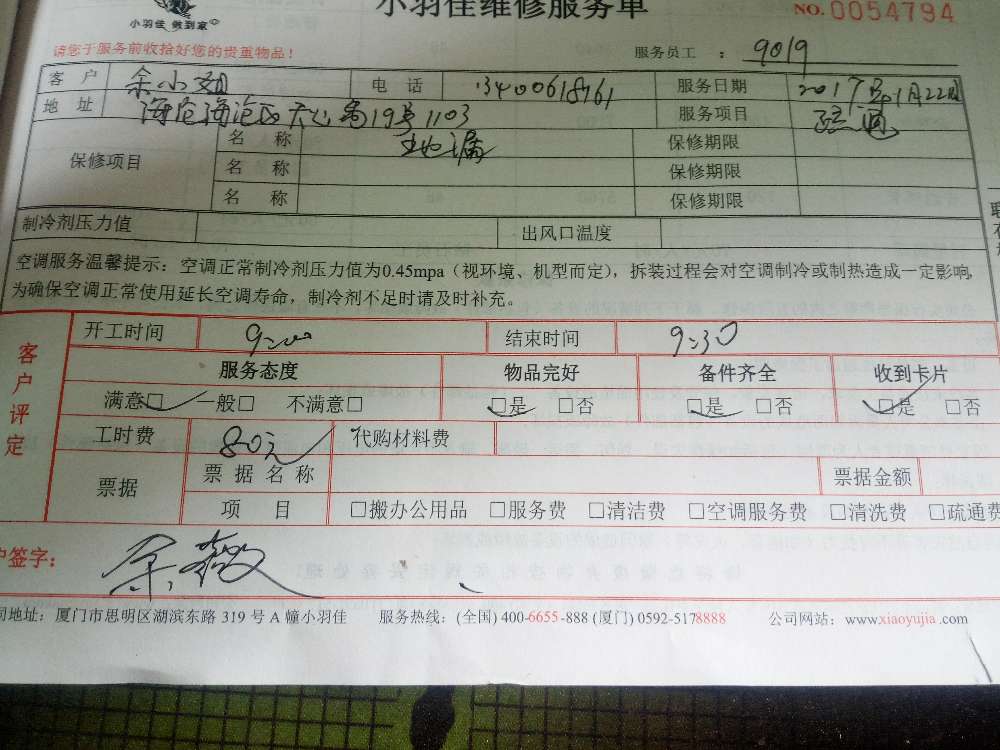 小羽佳 做到家
小羽佳维修服务单
NO.0054794
请您于服务前收拾好您的贵重物品!
服务员工 : 9019
客户 电话 13400618761 服务日期 2017年11月22日
地址 服务项目 疏通
保修项目 名称 地漏 保修期限
名称 保修期限
名称 保修期限
制冷剂压力值 出风口温度
空调服务温馨提示:空调正常制冷剂压力值为0.45mpa(视环境、机型而定),拆装过程会对空调制冷或制热造成一定影响,
为确保空调正常使用延长空调寿命,制冷剂不足时请及时补充。
客户评定
开工时间 9:00 结束时间 9:30
服务态度 物品完好 备件齐全 收到卡片
满意□ 一般□ 不满意□ □是 □否 □是 □否 □是 □否
工时费 80元 代购材料费
票据 票据名称 票据金额
项目 □搬办公用品 □服务费 □清洁费 □空调服务费 □清洗费 □疏通费
户签字: 余薇
司地址:厦门市思明区湖滨东路 319 号 A 幢小羽佳 服务热线:(全国) 400-6655-888 (厦门) 0592-5178888 公司网站:www.xiaoyujia.com